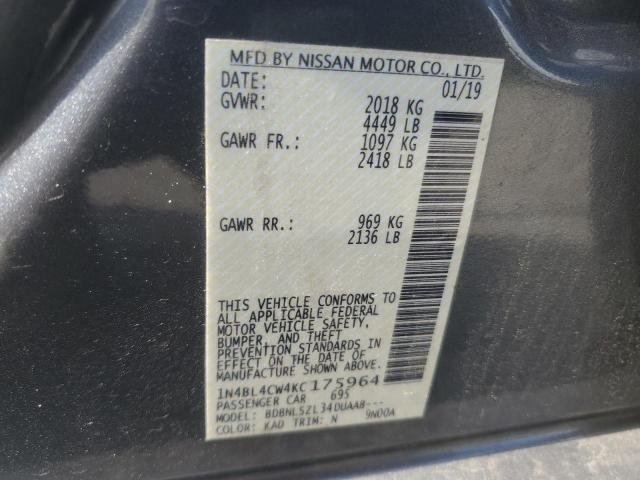 MFD BY NISSAN MOTOR CO., LTD.
DATE: 01/19
GVWR: 2018 KG
4449 LB
GAWR FR.: 1097 KG
2418 LB
GAWR RR.: 969 KG
2136 LB
THIS VEHICLE CONFORMS TO
ALL APPLICABLE FEDERAL
MOTOR VEHICLE SAFETY,
BUMPER, AND THEFT
PREVENTION STANDARDS IN
EFFECT ON THE DATE OF
MANUFACTURE SHOWN ABOVE.
1N4BL4CW4KC175964
PASSENGER CAR 695
MODEL: BDBNLSZL34DUAAB---
COLOR: KAD TRIM: N 9N00A